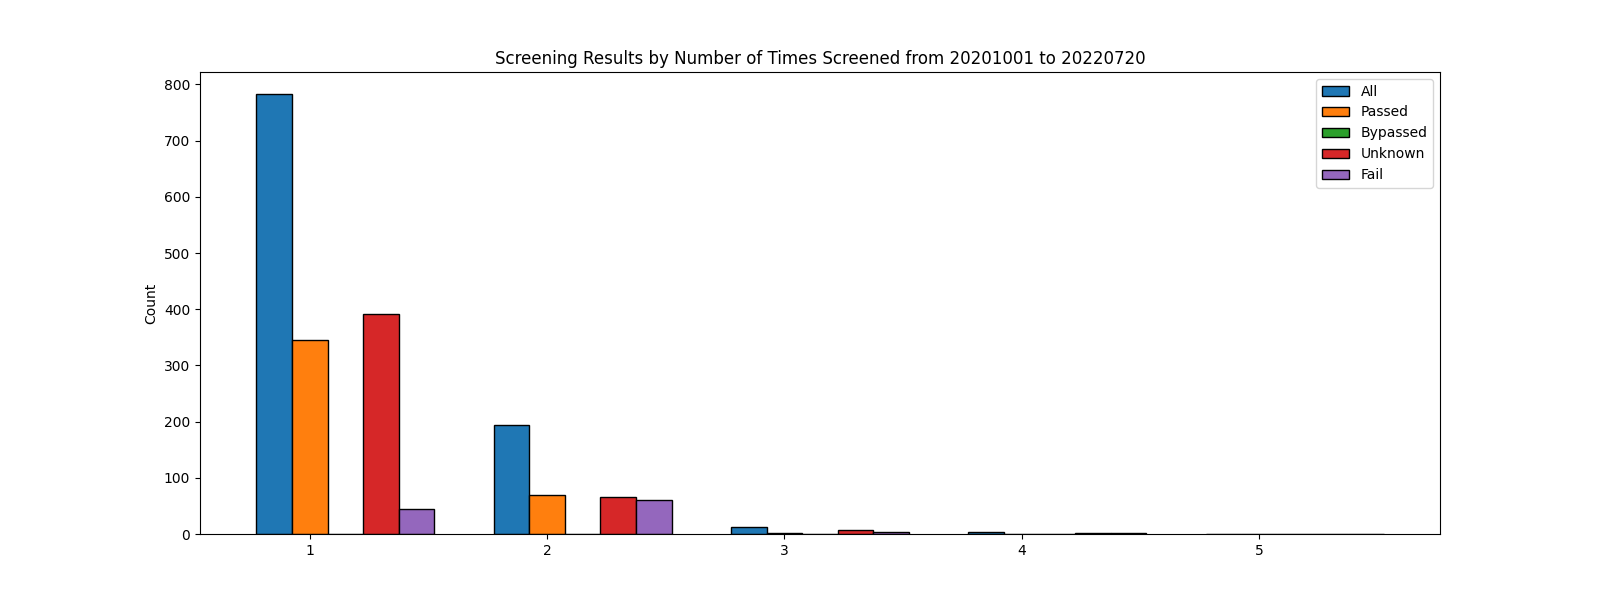 Screening Results by Number of Times Screened from 20201001 to 20220720
800
700
600
500
400
300
200
100
0
Count
All
Passed
Bypassed
Unknown
Fail
1 2 3 4 5